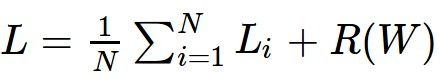 L = \frac{1}{N} \sum_{i=1}^{N} L_i + R(W)